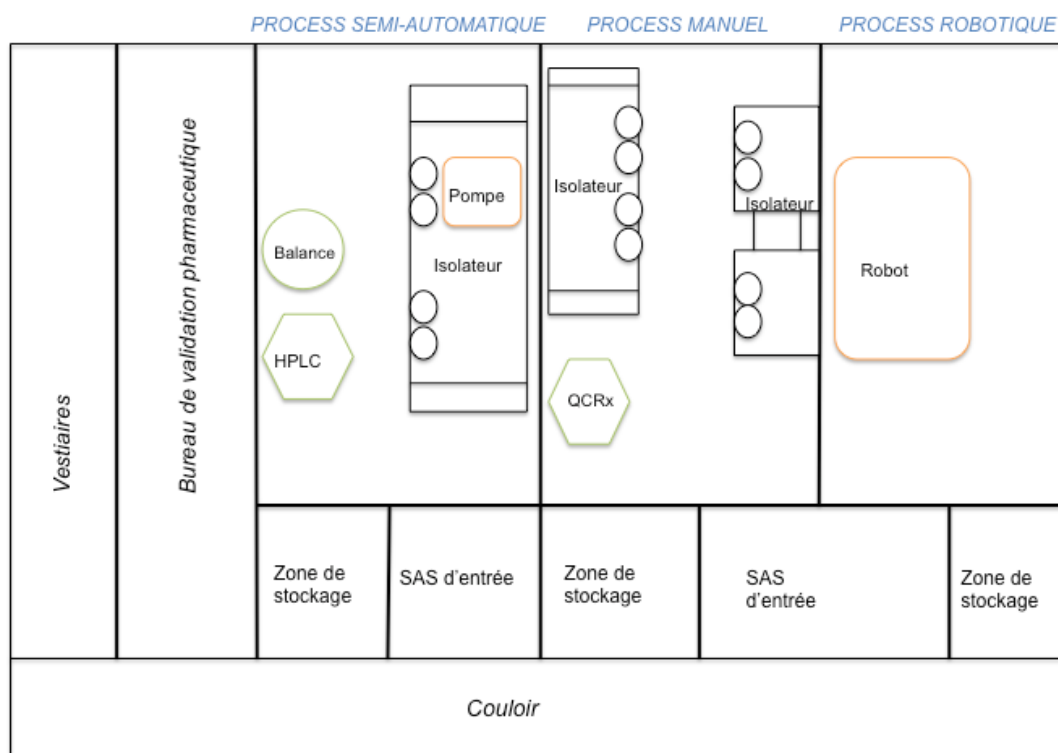 PROCESS SEMI-AUTOMATIQUE
PROCESS MANUEL
PROCESS ROBOTIQUE
Vestiaires
Bureau de validation pharmaceutique
Balance
HPLC
Pompe
Isolateur
Isolateur
QCRx
Isolateur
Robot
Zone de
stockage
SAS d'entrée
Zone de
stockage
SAS
d'entrée
Zone de
stockage
Couloir